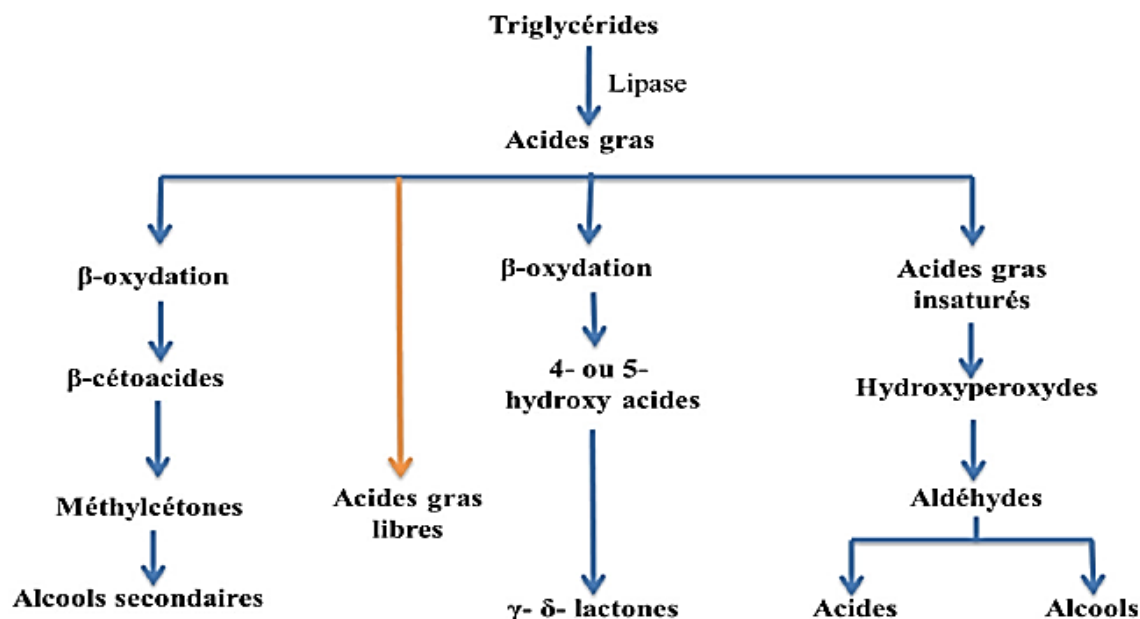 Triglycérides
Lipase
Acides gras
β-oxydation
β-cétoacides
Méthylcétones
Alcools secondaires
Acides gras
libres
β-oxydation
4- ou 5-
hydroxy acides
γ- δ- lactones
Acides gras
insaturés
Hydroxyperoxydes
Aldéhydes
Acides
Alcools